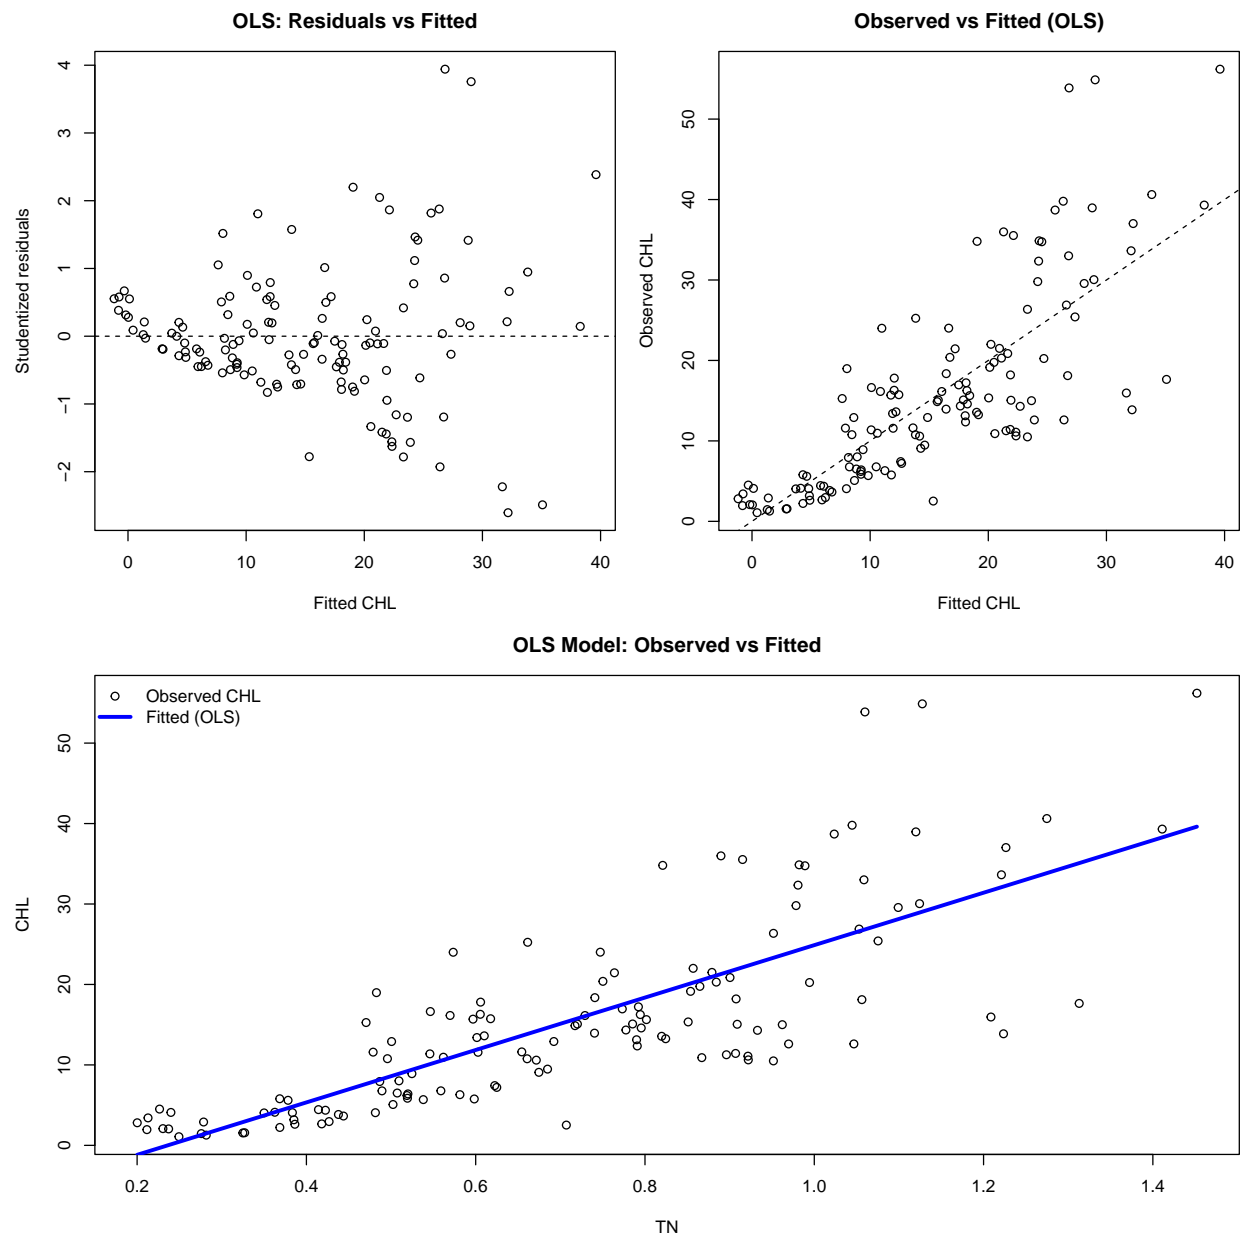 OLS: Residuals vs Fitted
Studentized residuals
4
3
2
1
0
−1
−2
0 10 20 30 40
Fitted CHL
Observed vs Fitted (OLS)
Observed CHL
50
40
30
20
10
0
0 10 20 30 40
Fitted CHL
OLS Model: Observed vs Fitted
Observed CHL
Fitted (OLS)
CHL
50
40
30
20
10
0
0.2 0.4 0.6 0.8 1.0 1.2 1.4
TN